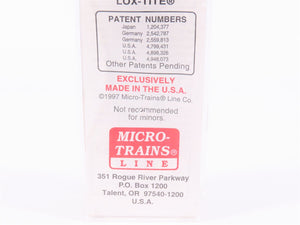 LOX-TITE®
PATENT NUMBERS
Japan 1,204,377
Germany 2,542,787
Germany 2,559,813
U.S.A. 4,799,431
U.S.A. 4,898,326
U.S.A. 4,948,073
Other Patents Pending
EXCLUSIVELY
MADE IN THE U.S.A.
©1997 Micro-Trains® Line Co.
Not recommended
for minors.
MICRO-
TRAINS®
LINE
351 Rogue River Parkway
P.O. Box 1200
Talent, OR 97540-1200
U.S.A.